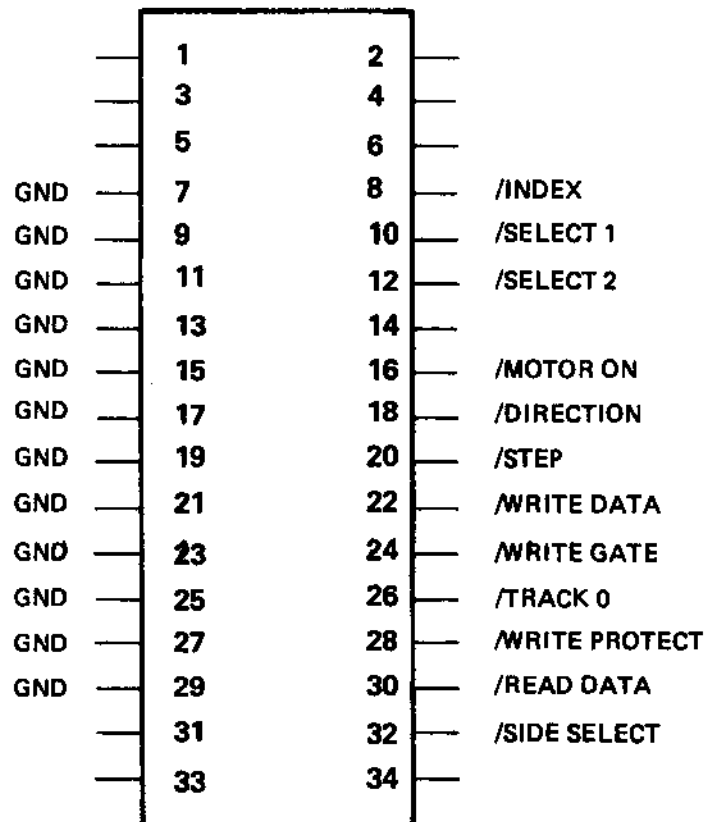 1 2
3 4
5 6
GND 7 8 /INDEX
GND 9 10 /SELECT 1
GND 11 12 /SELECT 2
GND 13 14
GND 15 16 /MOTOR ON
GND 17 18 /DIRECTION
GND 19 20 /STEP
GND 21 22 /WRITE DATA
GND 23 24 /WRITE GATE
GND 25 26 /TRACK 0
GND 27 28 /WRITE PROTECT
GND 29 30 /READ DATA
31 32 /SIDE SELECT
33 34